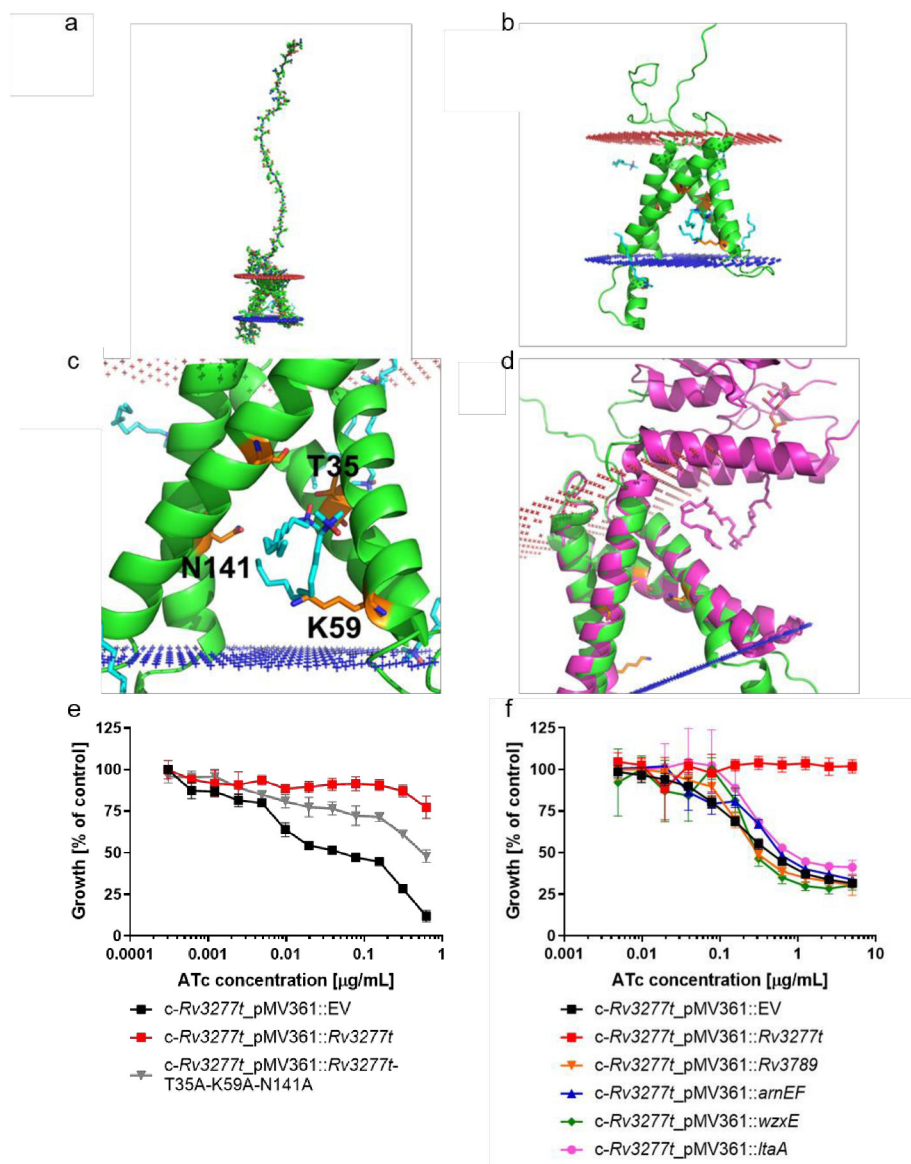 a
b
c
d
T35
N141
K59
e
f
125
100
75
50
25
0
Growth [% of control]
0.0001
0.001
0.01
0.1
1
ATc concentration [µg/mL]
c-Rv3277t_pMV361::EV
c-Rv3277t_pMV361::Rv3277t
c-Rv3277t_pMV361::Rv3277t-
T35A-K59A-N141A
125
100
75
50
25
0
Growth [% of control]
0.001
0.01
0.1
1
10
ATc concentration [µg/mL]
c-Rv3277t_pMV361::EV
c-Rv3277t_pMV361::Rv3277t
c-Rv3277t_pMV361::Rv3789
c-Rv3277t_pMV361::arnEF
c-Rv3277t_pMV361::wzxE
c-Rv3277t_pMV361::ltaA